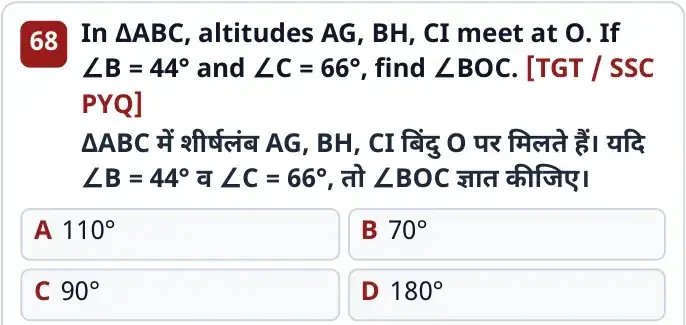 68 In ΔABC, altitudes AG, BH, CI meet at O. If
∠B = 44° and ∠C = 66°, find ∠BOC. [TGT / SSC
PYQ]
ΔABC में शीर्षलंब AG, BH, CI बिंदु O पर मिलते हैं। यदि
∠B = 44° व ∠C = 66°, तो ∠BOC ज्ञात कीजिए।
A 110° B 70°
C 90° D 180°